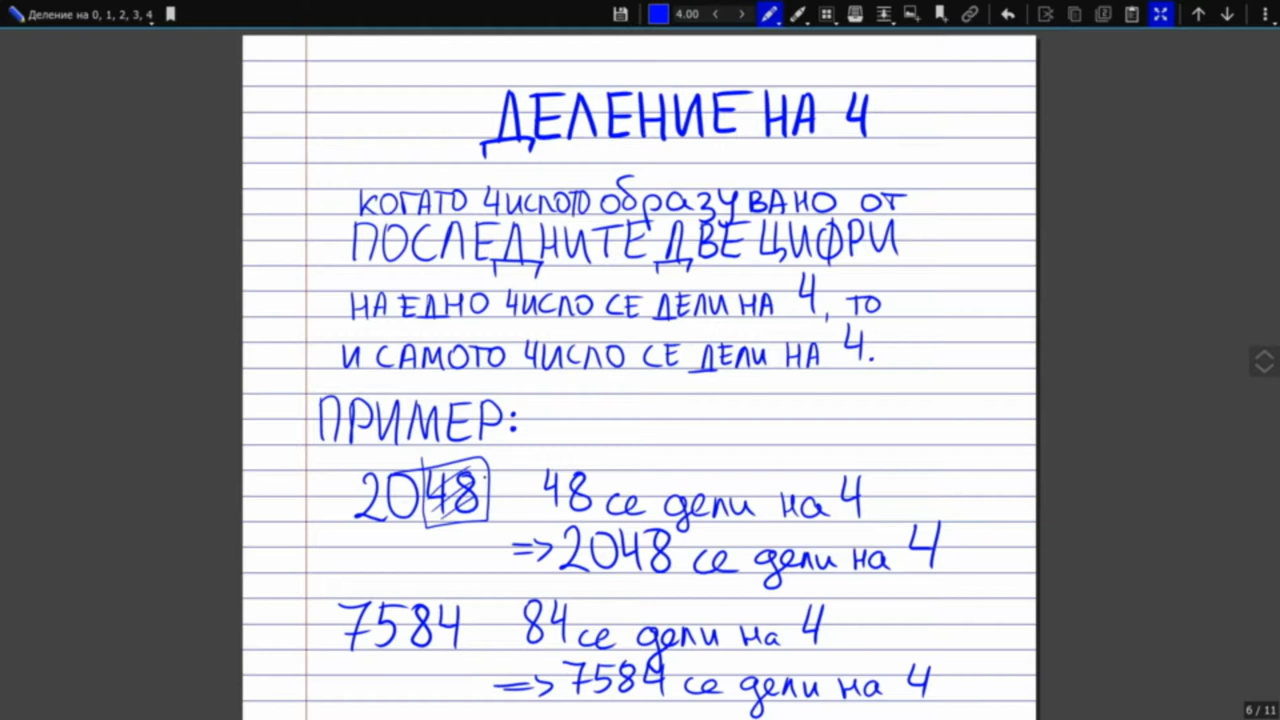 Деление на 0, 1, 2, 3, 4
4.00
ДЕЛЕНИЕ НА 4
КОГАТО ЧИСЛОТО образУВАНО ОТ
ПОСЛЕДНИТЕ ДВЕ ЦИФРИ
НА ЕДНО ЧИСЛО СЕ ДЕЛИ НА 4, ТО
И САМОТО ЧИСЛО СЕ ДЕЛИ НА 4.
ПРИМЕР:
2048 48 се дели на 4
=> 2048 се дели на 4
7584 84 се дели на 4
=> 7584 се дели на 4
6 / 11